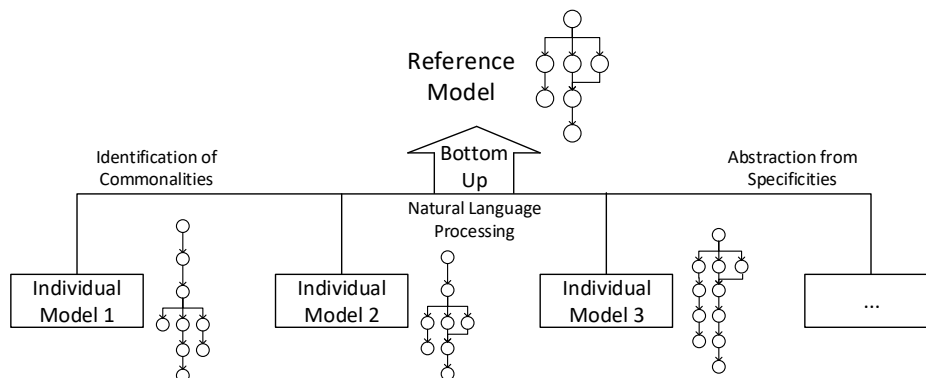 Reference
Model
Bottom
Up
Identification of
Commonalities
Abstraction from
Specificities
Natural Language
Processing
Individual
Model 1
Individual
Model 2
Individual
Model 3
...